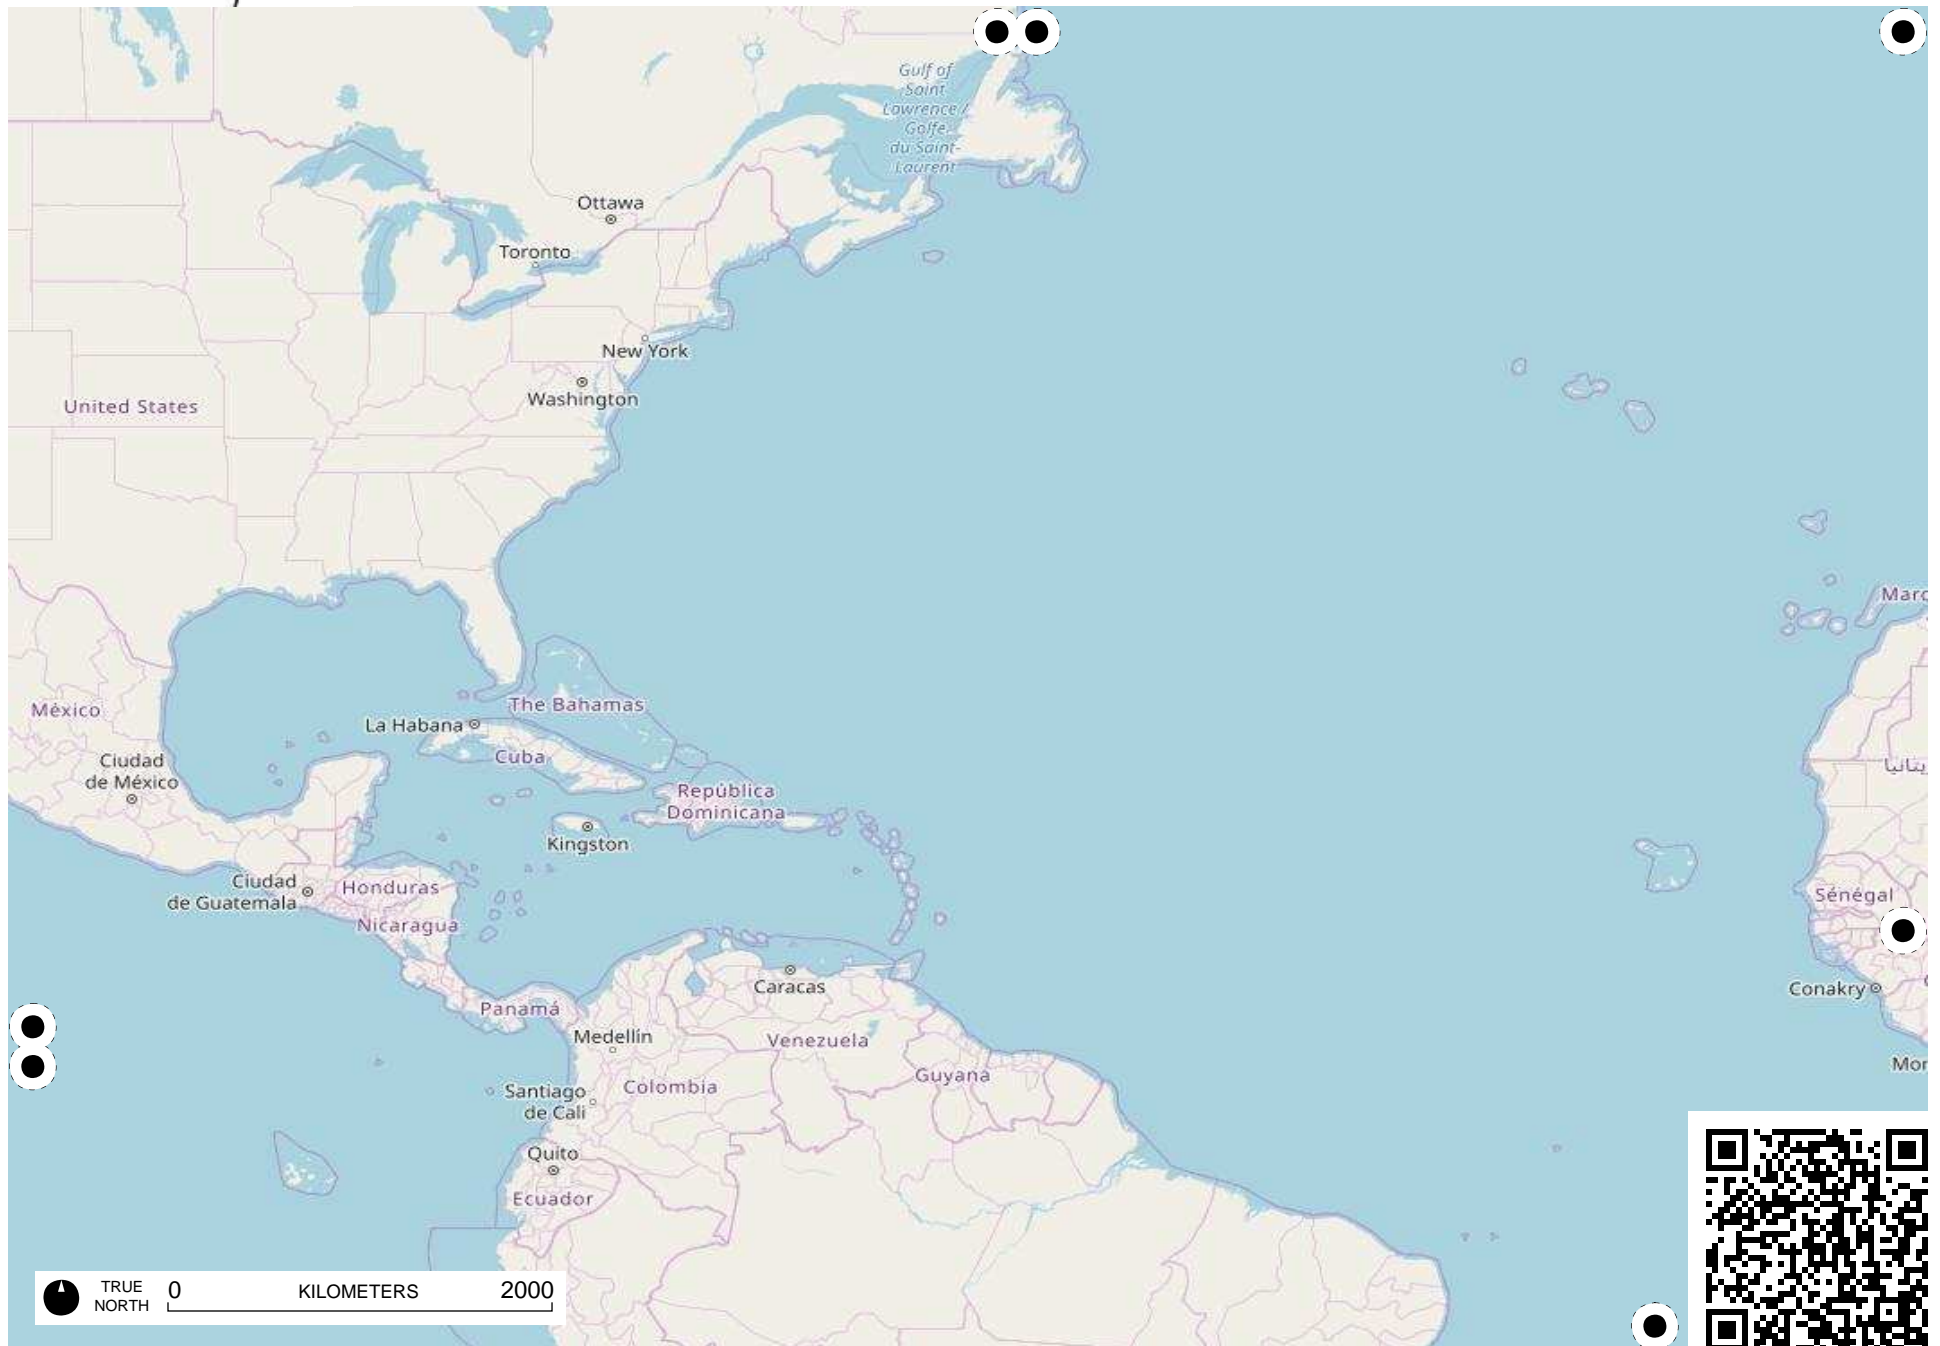 Gulf of
Saint
Lawrence /
Golfe
du Saint-
Laurent
Ottawa
Toronto
New York
Washington
United States
México
Ciudad
de México
La Habana
The Bahamas
Cuba
República
Dominicana
Kingston
Ciudad
de Guatemala
Honduras
Nicaragua
Panamá
Caracas
Medellín
Venezuela
Santiago
de Cali
Colombia
Guyana
Quito
Ecuador
Maro
يتانيا
Sénégal
Conakry
Mor
TRUE
NORTH
0 KILOMETERS 2000